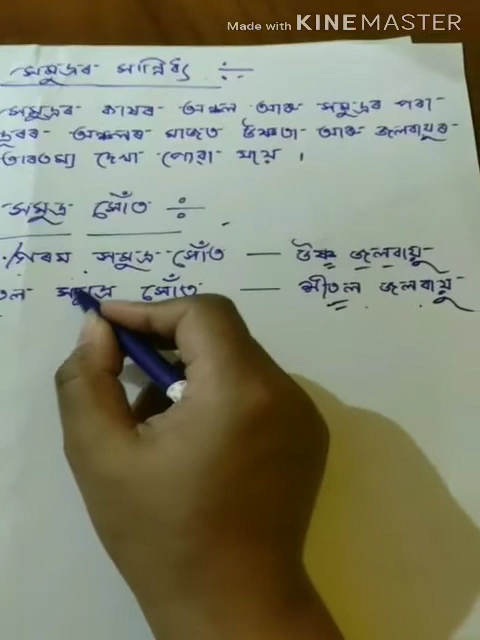 Made with KINEMASTER
সমুদ্ৰৰ সান্নিধ্য ÷
সমুদ্ৰৰ কাষৰ অঞ্চল আৰু সমুদ্ৰৰ পৰা
দূৰৰ অঞ্চলৰ মাজত উষ্ণতা আৰু জলবায়ুৰ
তাৰতম্য দেখা পোৱা যায় ।
সমুদ্ৰ সোঁত ÷
গৰম সমুদ্ৰ সোঁত — উষ্ণ জলবায়ু
সমুদ্ৰ সোঁত — শীতল জলবায়ু